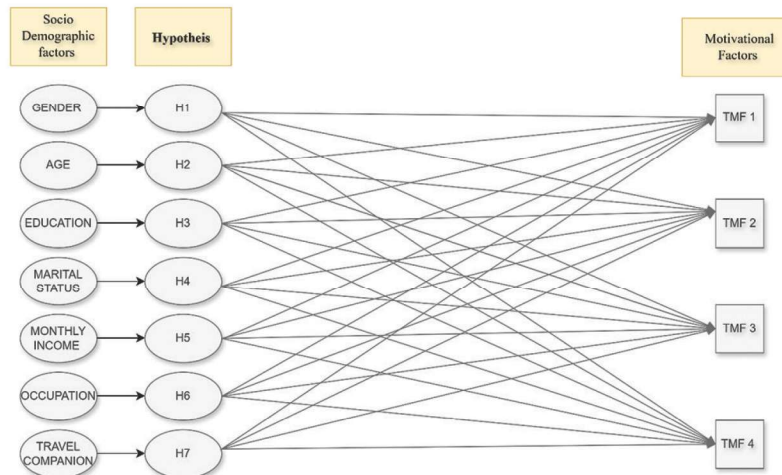 Socio
Demographic
factors
Hypotheis
Motivational
Factors
GENDER
H1
TMF 1
AGE
H2
EDUCATION
H3
TMF 2
MARITAL
STATUS
H4
MONTHLY
INCOME
H5
TMF 3
OCCUPATION
H6
TRAVEL
COMPANION
H7
TMF 4